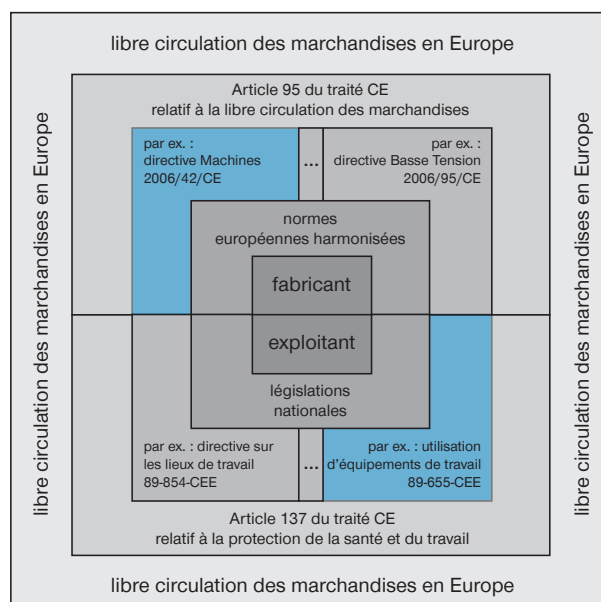 libre circulation des marchandises en Europe
libre circulation des marchandises en Europe
libre circulation des marchandises en Europe
Article 95 du traité CE
relatif à la libre circulation des marchandises
par ex. :
directive Machines
2006/42/CE
...
par ex. :
directive Basse Tension
2006/95/CE
normes
européennes harmonisées
fabricant
exploitant
législations
nationales
par ex. : directive sur
les lieux de travail
89-854-CEE
...
par ex. : utilisation
d'équipements de travail
89-655-CEE
Article 137 du traité CE
relatif à la protection de la santé et du travail
libre circulation des marchandises en Europe